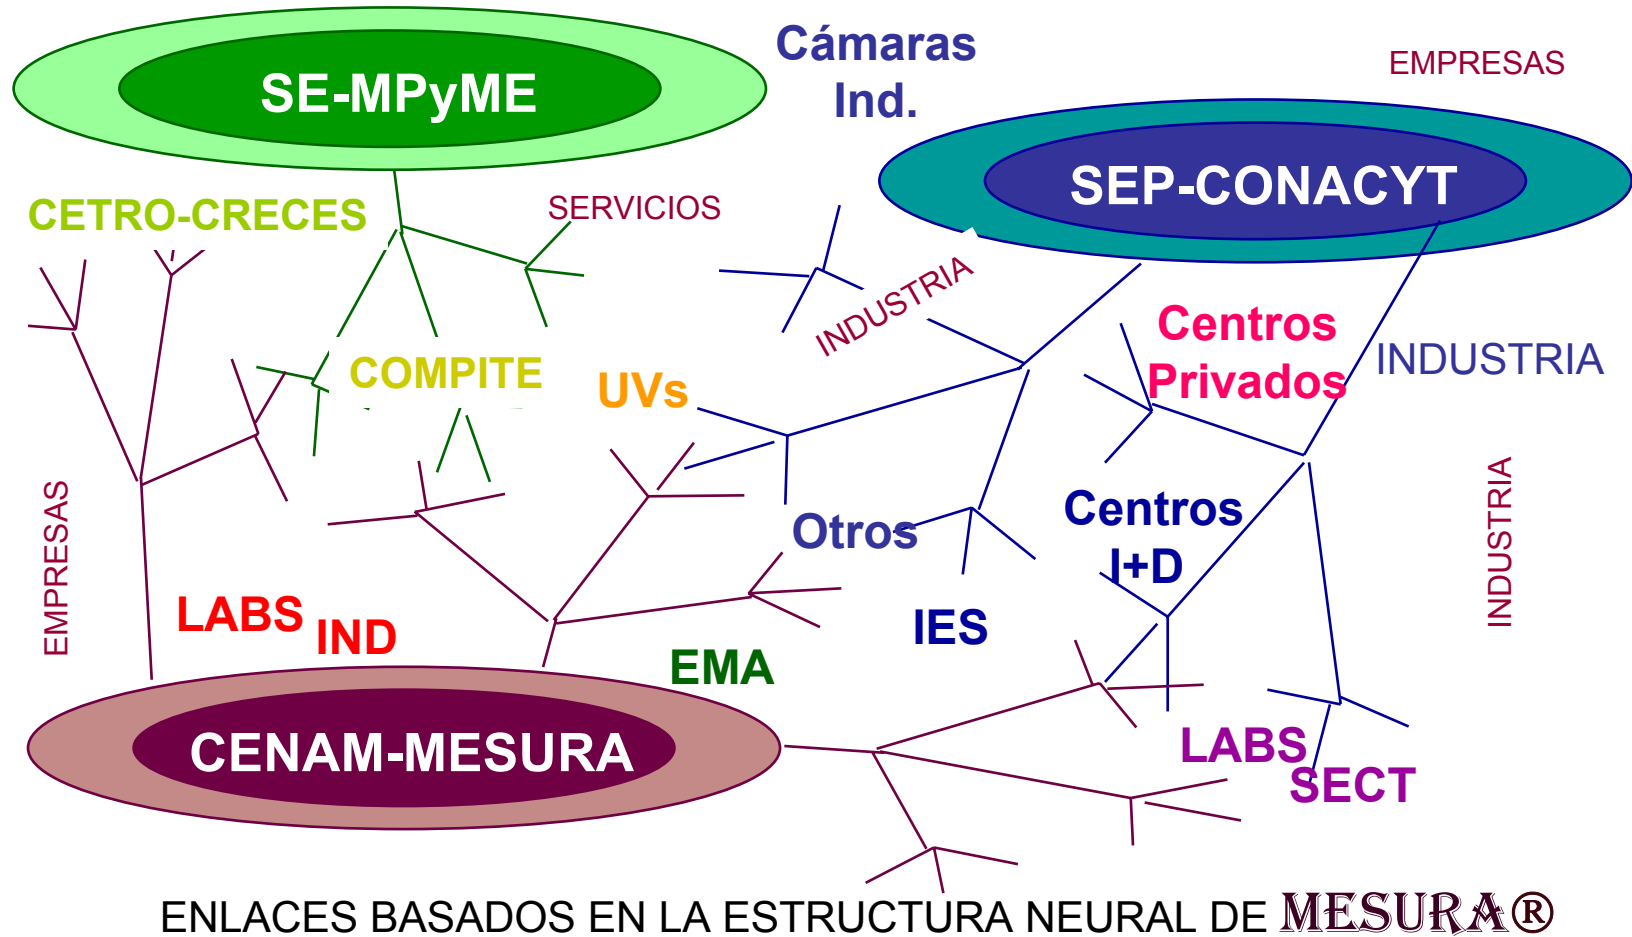 Cámaras
Ind.
EMPRESAS
SE-MPyME
SEP-CONACYT
CETRO-CRECES
SERVICIOS
INDUSTRIA
Centros
Privados
INDUSTRIA
COMPITE
UVs
EMPRESAS
Otros
Centros
I+D
INDUSTRIA
LABS
IND
IES
EMA
CENAM-MESURA
LABS
SECT
ENLACES BASADOS EN LA ESTRUCTURA NEURAL DE MESURA®